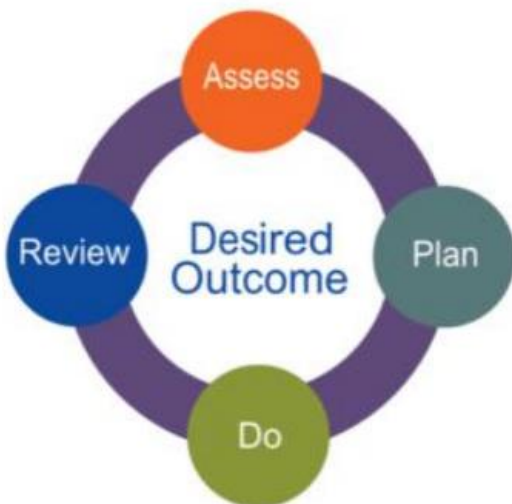 Assess
Review
Desired
Outcome
Plan
Do